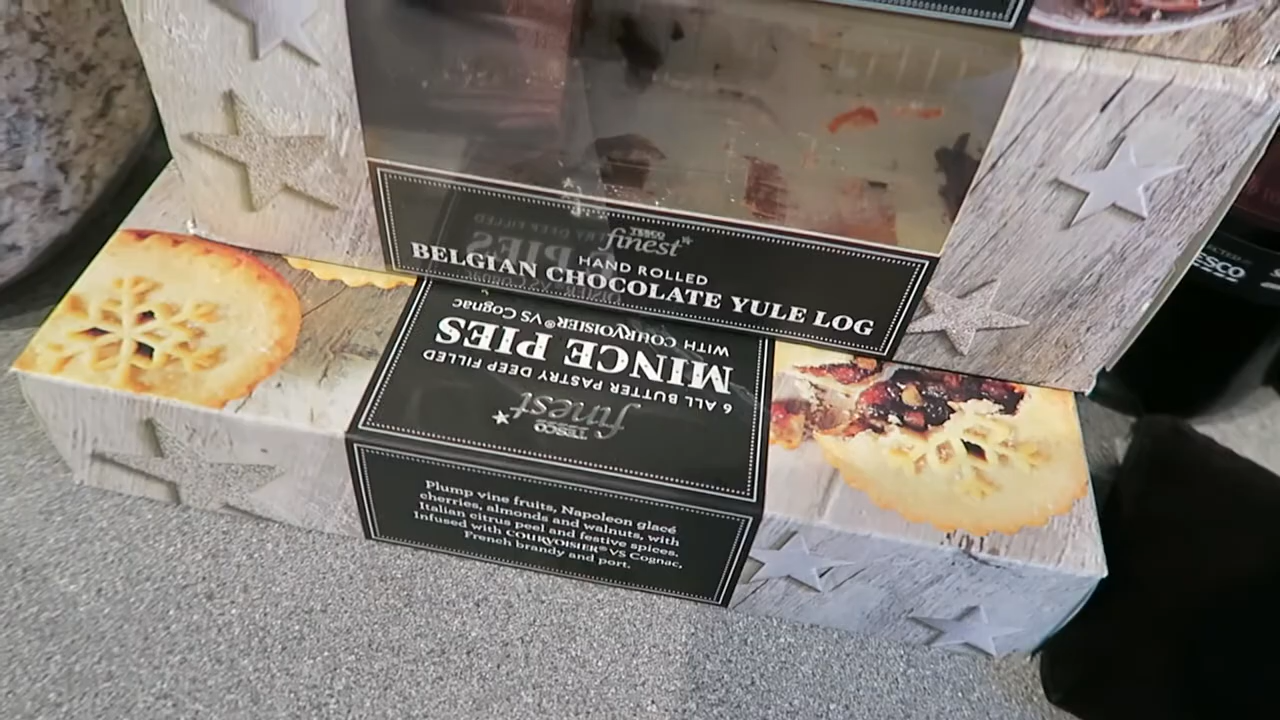 TESCO
finest*
HAND ROLLED
BELGIAN CHOCOLATE YULE LOG
TESCO
finest*
6 ALL BUTTER PASTRY DEEP FILLED
MINCE PIES
WITH COURVOISIER® VS Cognac
Plump vine fruits, Napoleon glacé
cherries, almonds and walnuts, with
Italian citrus peel and festive spices.
Infused with COURVOISIER® VS Cognac,
French brandy and port.
ESCO